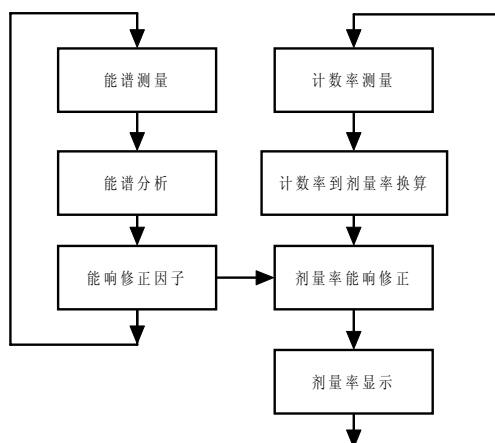 能谱测量
能谱分析
能响修正因子
计数率测量
计数率到剂量率换算
剂量率能响修正
剂量率显示